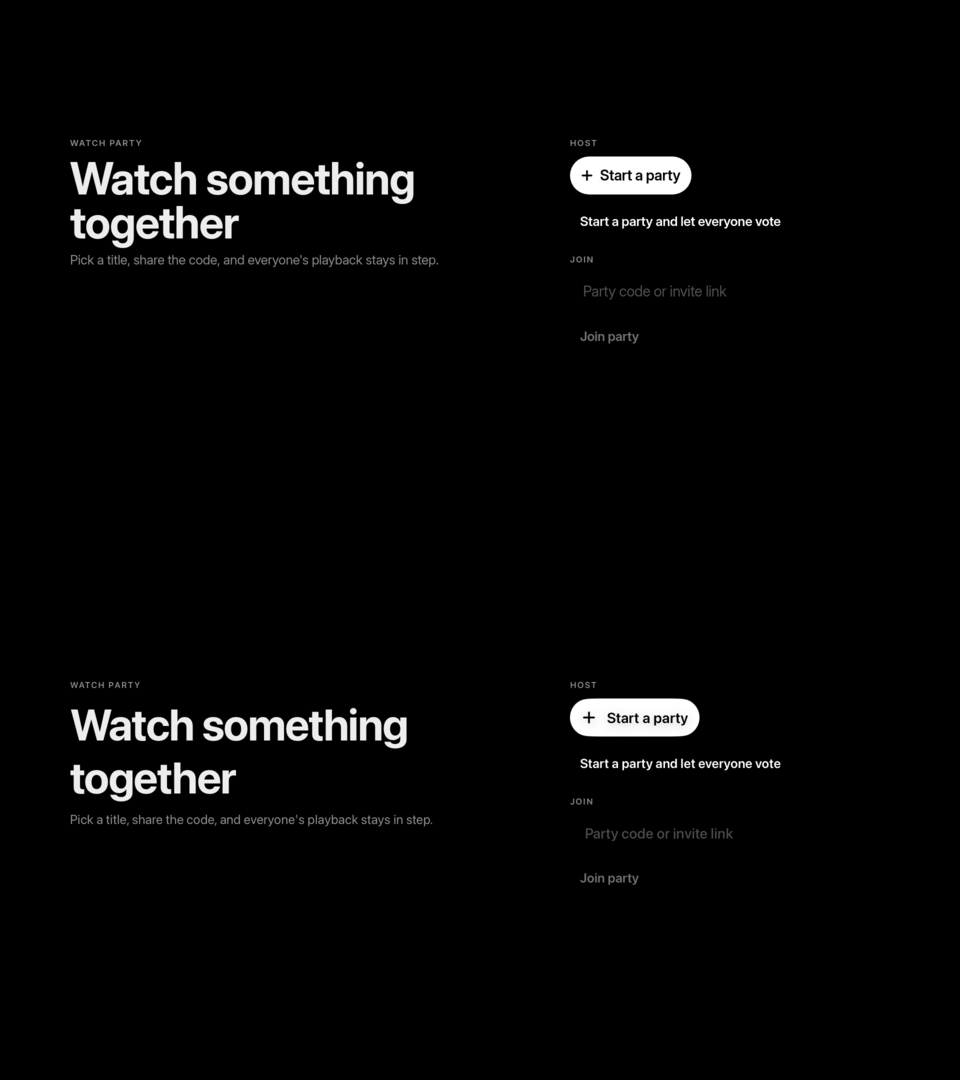 WATCH PARTY
Watch something
together
Pick a title, share the code, and everyone's playback stays in step.
HOST
+ Start a party
Start a party and let everyone vote
JOIN
Party code or invite link
Join party
WATCH PARTY
Watch something
together
Pick a title, share the code, and everyone's playback stays in step.
HOST
+ Start a party
Start a party and let everyone vote
JOIN
Party code or invite link
Join party